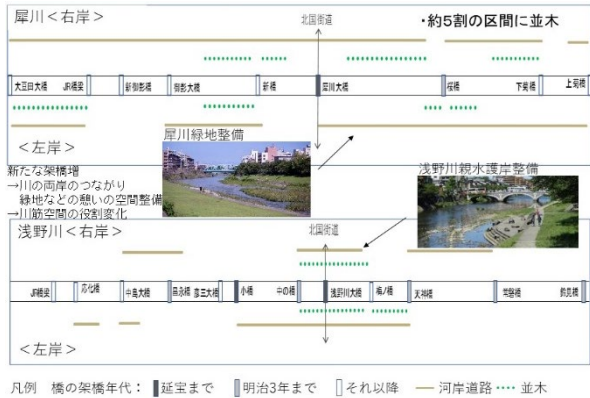 犀川＜右岸＞
北国街道
・約5割の区間に並木
大豆田大橋
JR橋梁
新御影橋
御影大橋
新橋
犀川大橋
桜橋
下菊橋
上菊橋
＜左岸＞
犀川緑地整備
新たな架橋増
→川の両岸のつながり
緑地などの憩いの空間整備
→川筋空間の役割変化
浅野川親水護岸整備
浅野川＜右岸＞
北国街道
JR橋梁
応化橋
中島大橋
昌永橋
彦三大橋
小橋
中の橋
浅野川大橋
梅ノ橋
天神橋
常磐橋
鶴見橋
＜左岸＞
凡例　橋の架橋年代：　延宝まで　明治3年まで　それ以降　河岸道路　並木